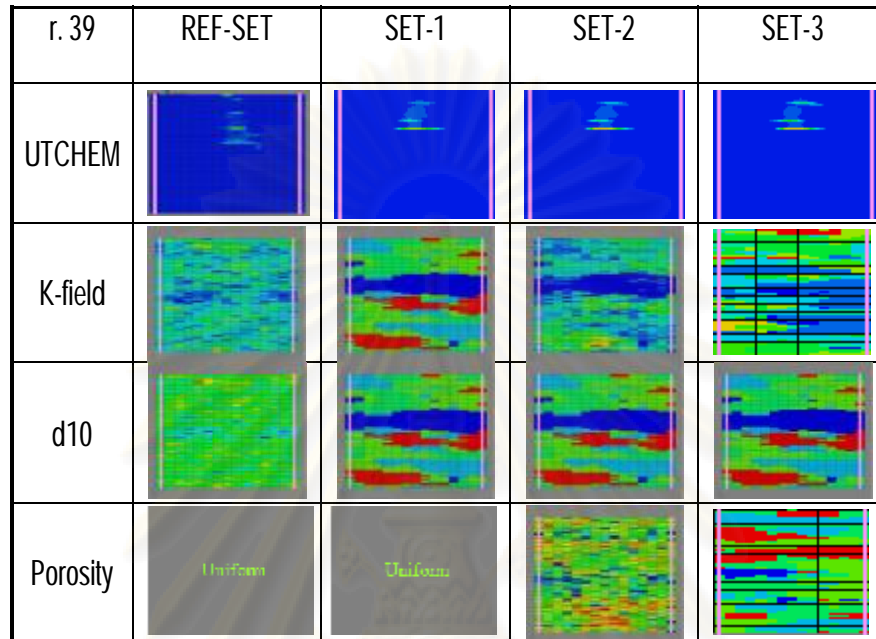 r. 39 REF-SET SET-1 SET-2 SET-3
UTCHEM
K-field
d10
Porosity Uniform Uniform